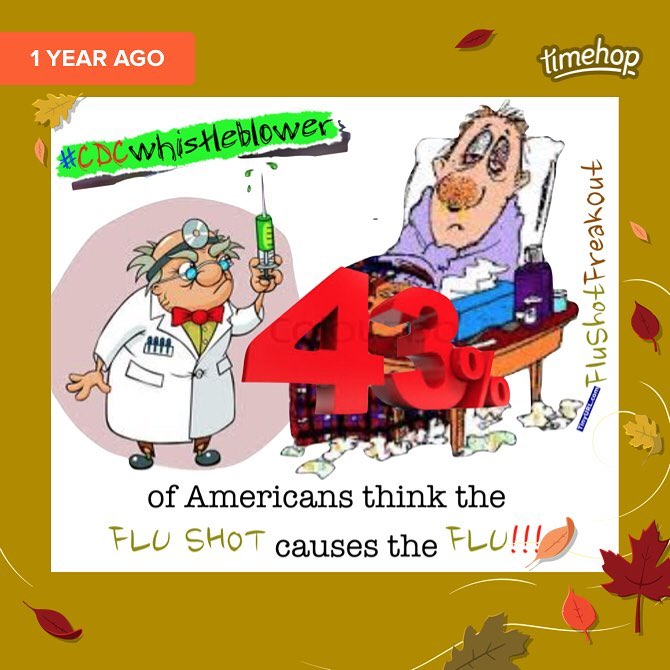 1 YEAR AGO
timehop
#CDCwhistleblower
FluShotFreakout
43%
of Americans think the
FLU SHOT causes the FLU!!!